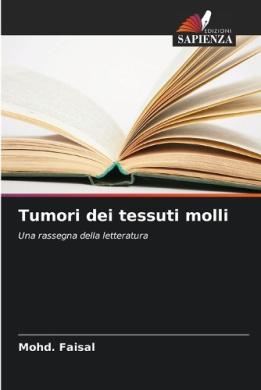 EDIZIONI
SAPIENZA
Tumori dei tessuti molli
Una rassegna della letteratura
Mohd. Faisal